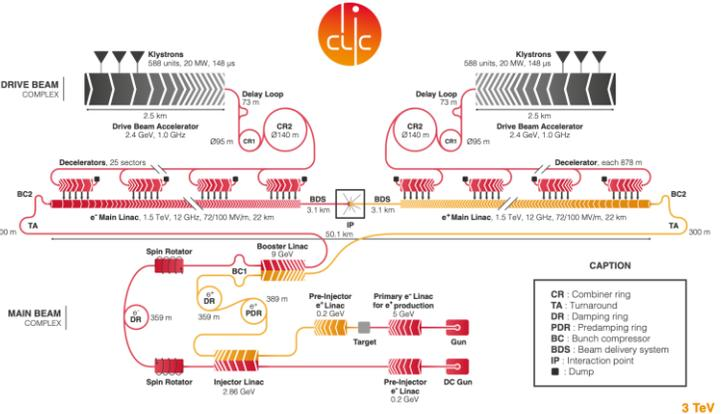 clic
Klystrons
588 units, 20 MW, 148 µs
Klystrons
588 units, 20 MW, 148 µs
DRIVE BEAM
COMPLEX
Delay Loop
73 m
Delay Loop
73 m
2.5 km
2.5 km
Drive Beam Accelerator
2.4 GeV, 1.0 GHz
Drive Beam Accelerator
2.4 GeV, 1.0 GHz
CR2
Ø140 m
CR1
Ø95 m
CR2
Ø140 m
CR1
Ø95 m
Decelerators, 25 sectors
Decelerator, each 878 m
BC2
BC2
BDS
3.1 km
BDS
3.1 km
IP
e⁻ Main Linac, 1.5 TeV, 12 GHz, 72/100 MV/m, 22 km
e⁺ Main Linac, 1.5 TeV, 12 GHz, 72/100 MV/m, 22 km
TA
TA
300 m
50.1 km
Booster Linac
9 GeV
Spin Rotator
BC1
MAIN BEAM
COMPLEX
e⁻
DR
359 m
e⁺
DR
359 m
e⁺
PDR
389 m
Pre-Injector
e⁺ Linac
0.2 GeV
Primary e⁻ Linac
for e⁺ production
5 GeV
Target
Gun
Spin Rotator
Injector Linac
2.86 GeV
Pre-Injector
e⁻ Linac
0.2 GeV
DC Gun
CAPTION
CR : Combiner ring
TA : Turnaround
DR : Damping ring
PDR : Predamping ring
BC : Bunch compressor
BDS : Beam delivery system
IP : Interaction point
: Dump
3 TeV